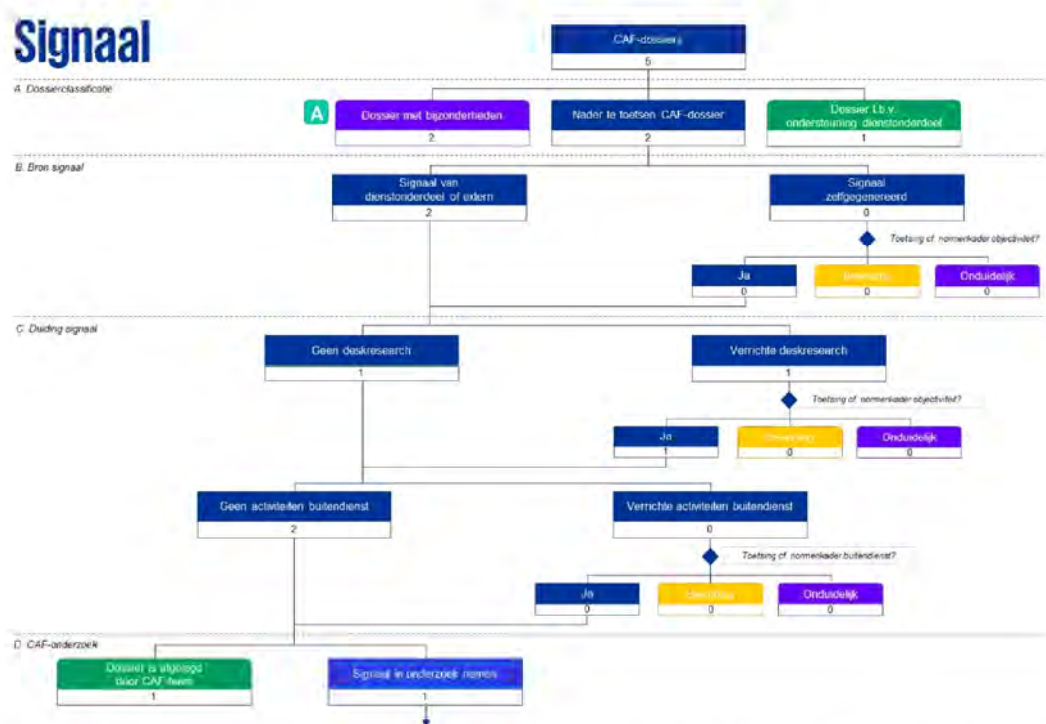 Signaal
CAF-dossiers
5
A. Dossierclassificatie
A
Dossier met bijzonderheden
2
Nader te toetsen CAF-dossier
2
Dossier t.b.v.
ondersteuning dienstonderdeel
1
B. Bron signaal
Signaal van
dienstonderdeel of extern
2
Signaal
zelfgegenereerd
0
Toetsing cf. normenkader objectiviteit?
Ja
0
0
Onduidelijk
0
C. Duiding signaal
Geen deskresearch
1
Verrichte deskresearch
1
Toetsing cf. normenkader objectiviteit?
Ja
1
0
Onduidelijk
0
Geen activiteiten buitendienst
2
Verrichte activiteiten buitendienst
0
Toetsing cf. normenkader buitendienst?
Ja
0
0
Onduidelijk
0
D. CAF-onderzoek
Dossier is afgelegd
door CAF-team
1
Signaal in onderzoek nemen
1